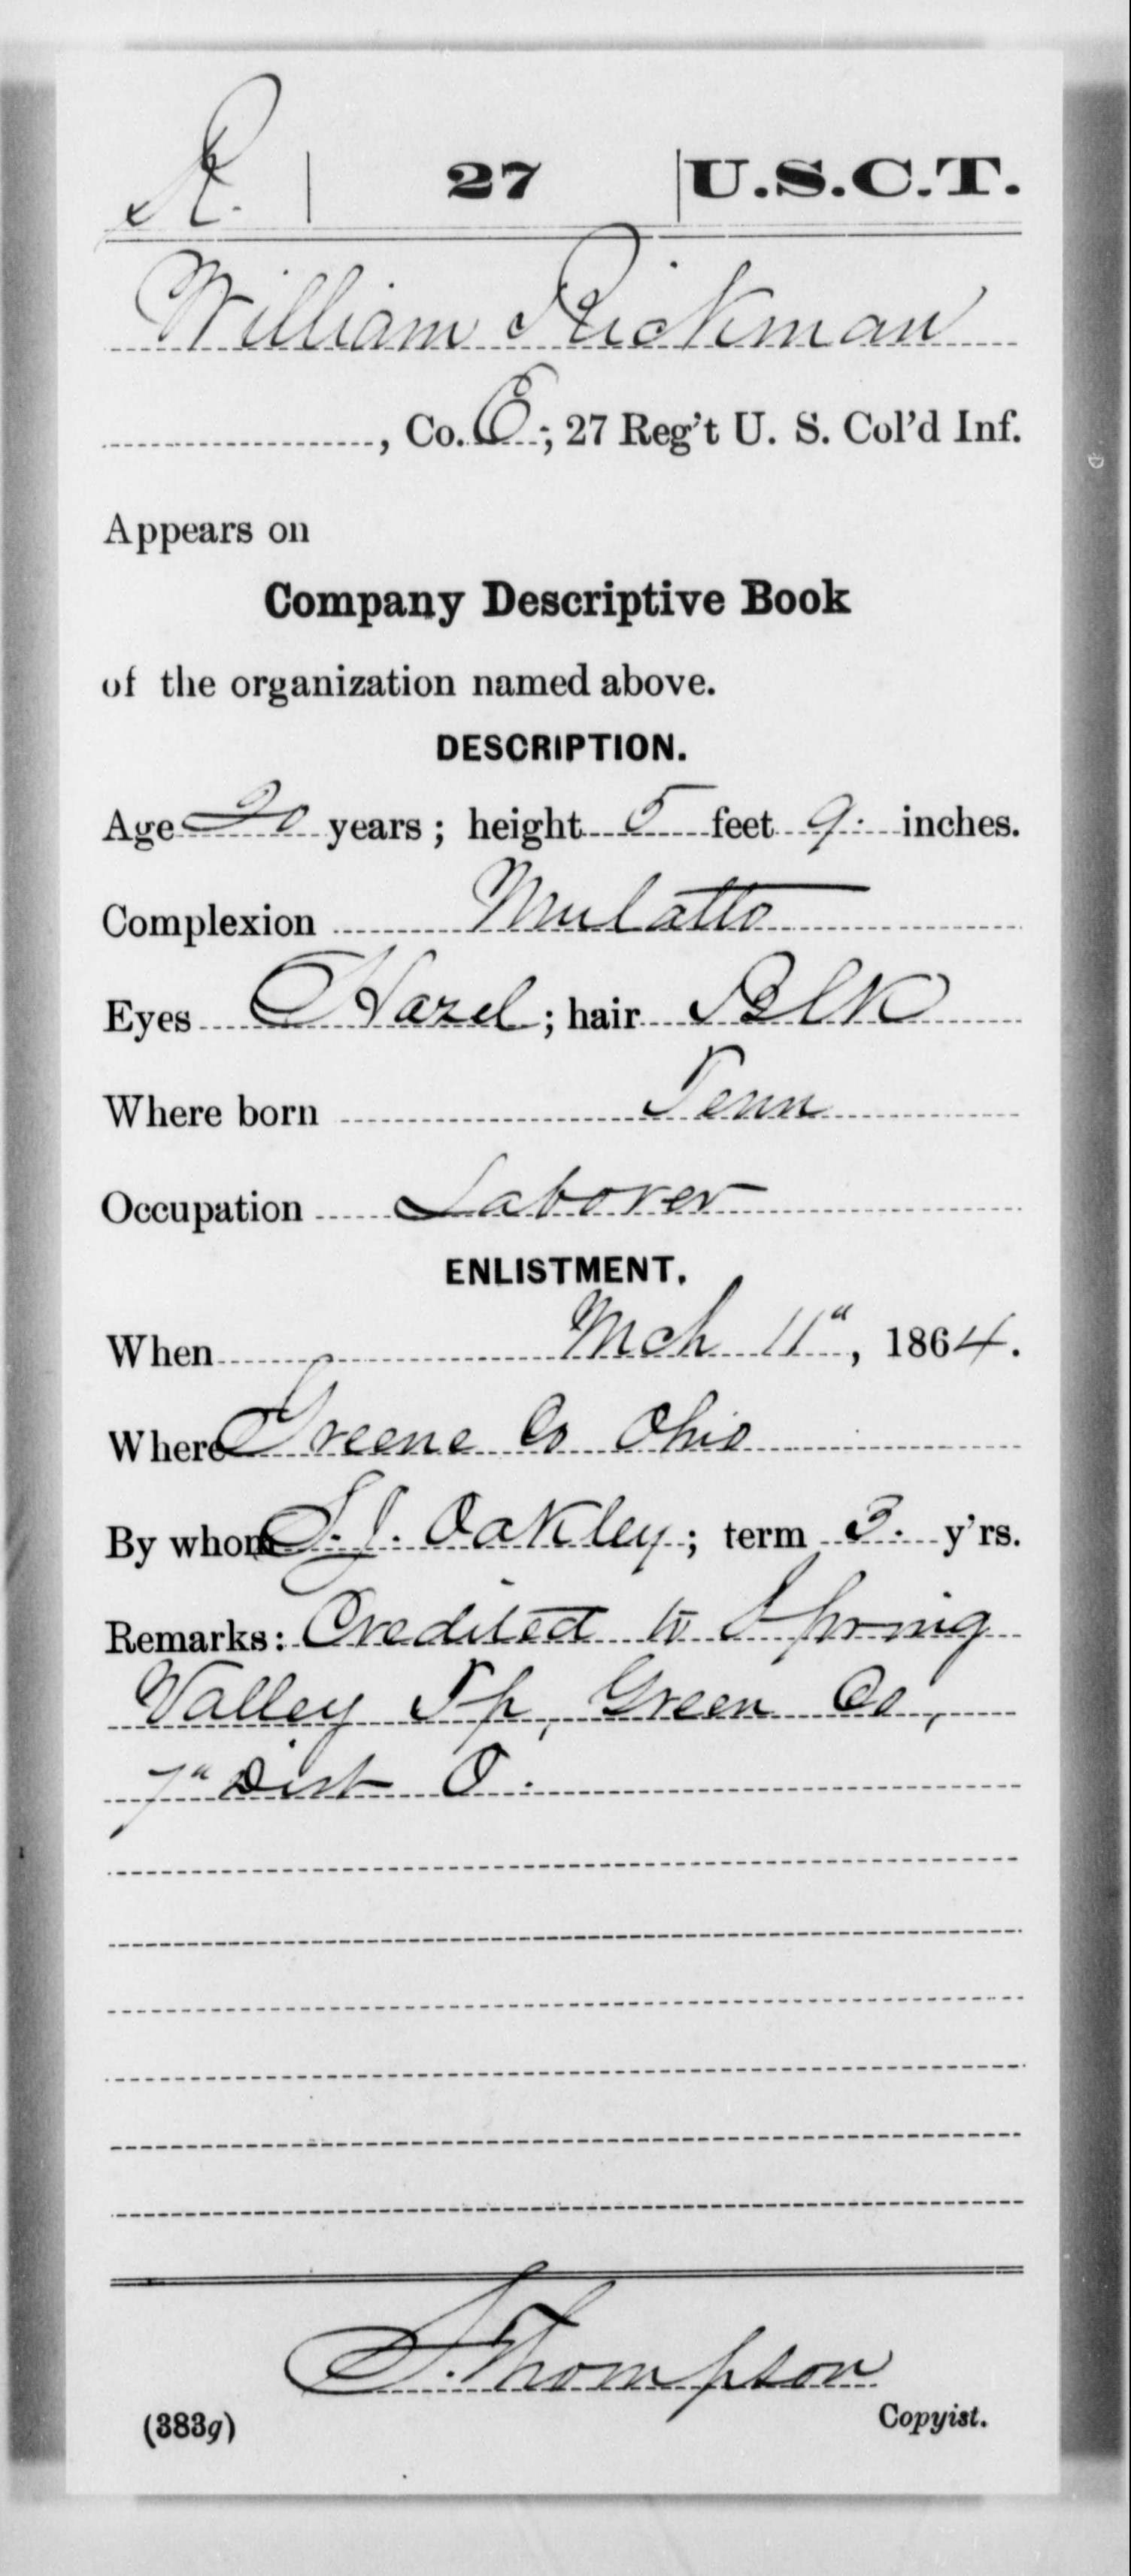 R. | 27 | U.S.C.T.
William Rickman
, Co. E; 27 Reg't U. S. Col'd Inf.
Appears on
Company Descriptive Book
of the organization named above.
DESCRIPTION.
Age 20 years; height 5 feet 9 inches.
Complexion Mulatto
Eyes Hazel; hair Blk
Where born Tenn
Occupation Laborer
ENLISTMENT.
When Mch 11", 1864.
Where Greene Co Ohio
By whom S.J. Oakley; term 3. y'rs.
Remarks: Credited to Spring
Valley Tp, Green Co,
7" Dist O.
S. Thompson
(383g) Copyist.